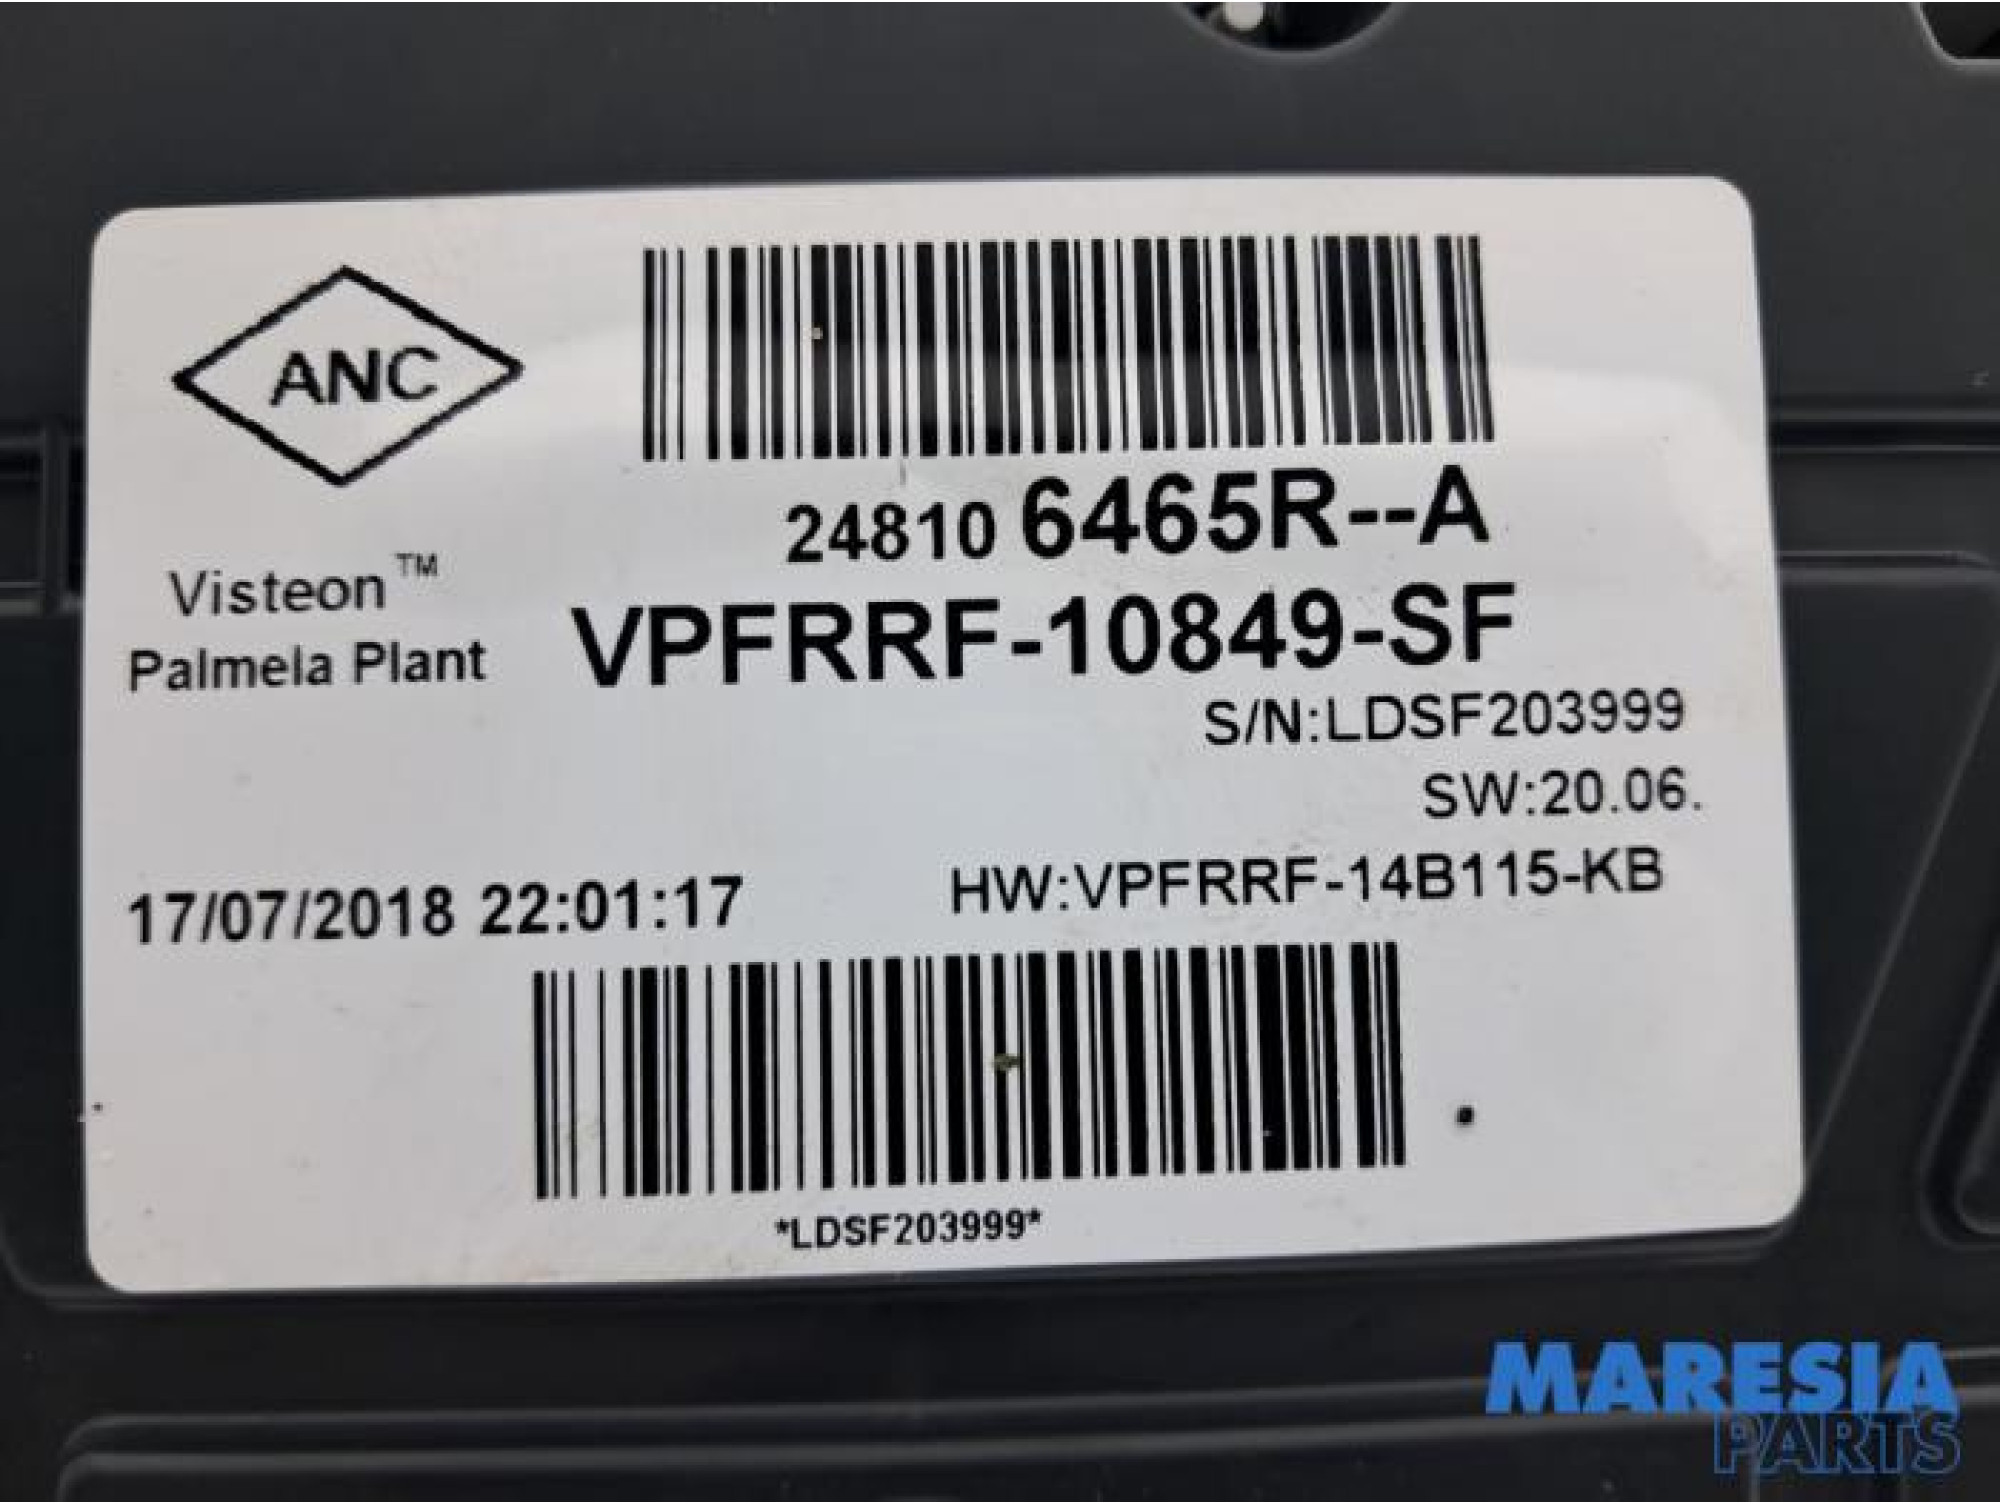 ANC
Visteon™
Palmela Plant
24810 6465R--A
VPFRRF-10849-SF
S/N:LDSF203999
SW:20.06.
17/07/2018 22:01:17
HW:VPFRRF-14B115-KB
*LDSF203999*
MARESIA
PARTS